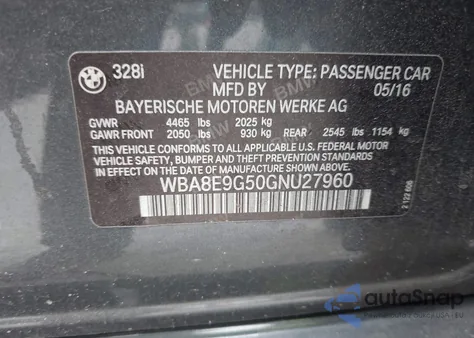 328i VEHICLE TYPE: PASSENGER CAR
MFD BY 05/16
BAYERISCHE MOTOREN WERKE AG
GVWR 4465 lbs 2025 kg
GAWR FRONT 2050 lbs 930 kg REAR 2545 lbs 1154 kg
THIS VEHICLE CONFORMS TO ALL APPLICABLE U.S. FEDERAL MOTOR
VEHICLE SAFETY, BUMPER, AND THEFT PREVENTION STANDARDS IN
EFFECT ON THE DATE OF MANUFACTURE SHOWN ABOVE.
WBA8E9G50GNU27960
autoSnap